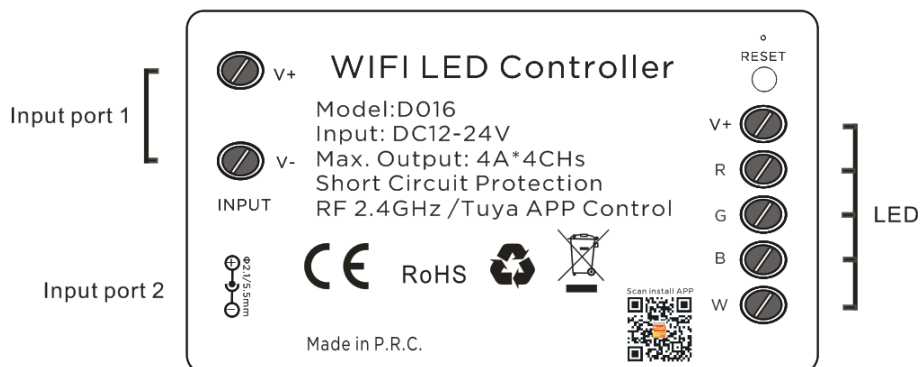 Input port 1
V+
V-
INPUT
Input port 2
Φ2.1/5.5mm
WIFI LED Controller
Model:D016
Input: DC12-24V
Max. Output: 4A*4CHs
Short Circuit Protection
RF 2.4GHz /Tuya APP Control
CE
RoHS
Made in P.R.C.
Scan install APP
RESET
V+
R
G
B
W
LED